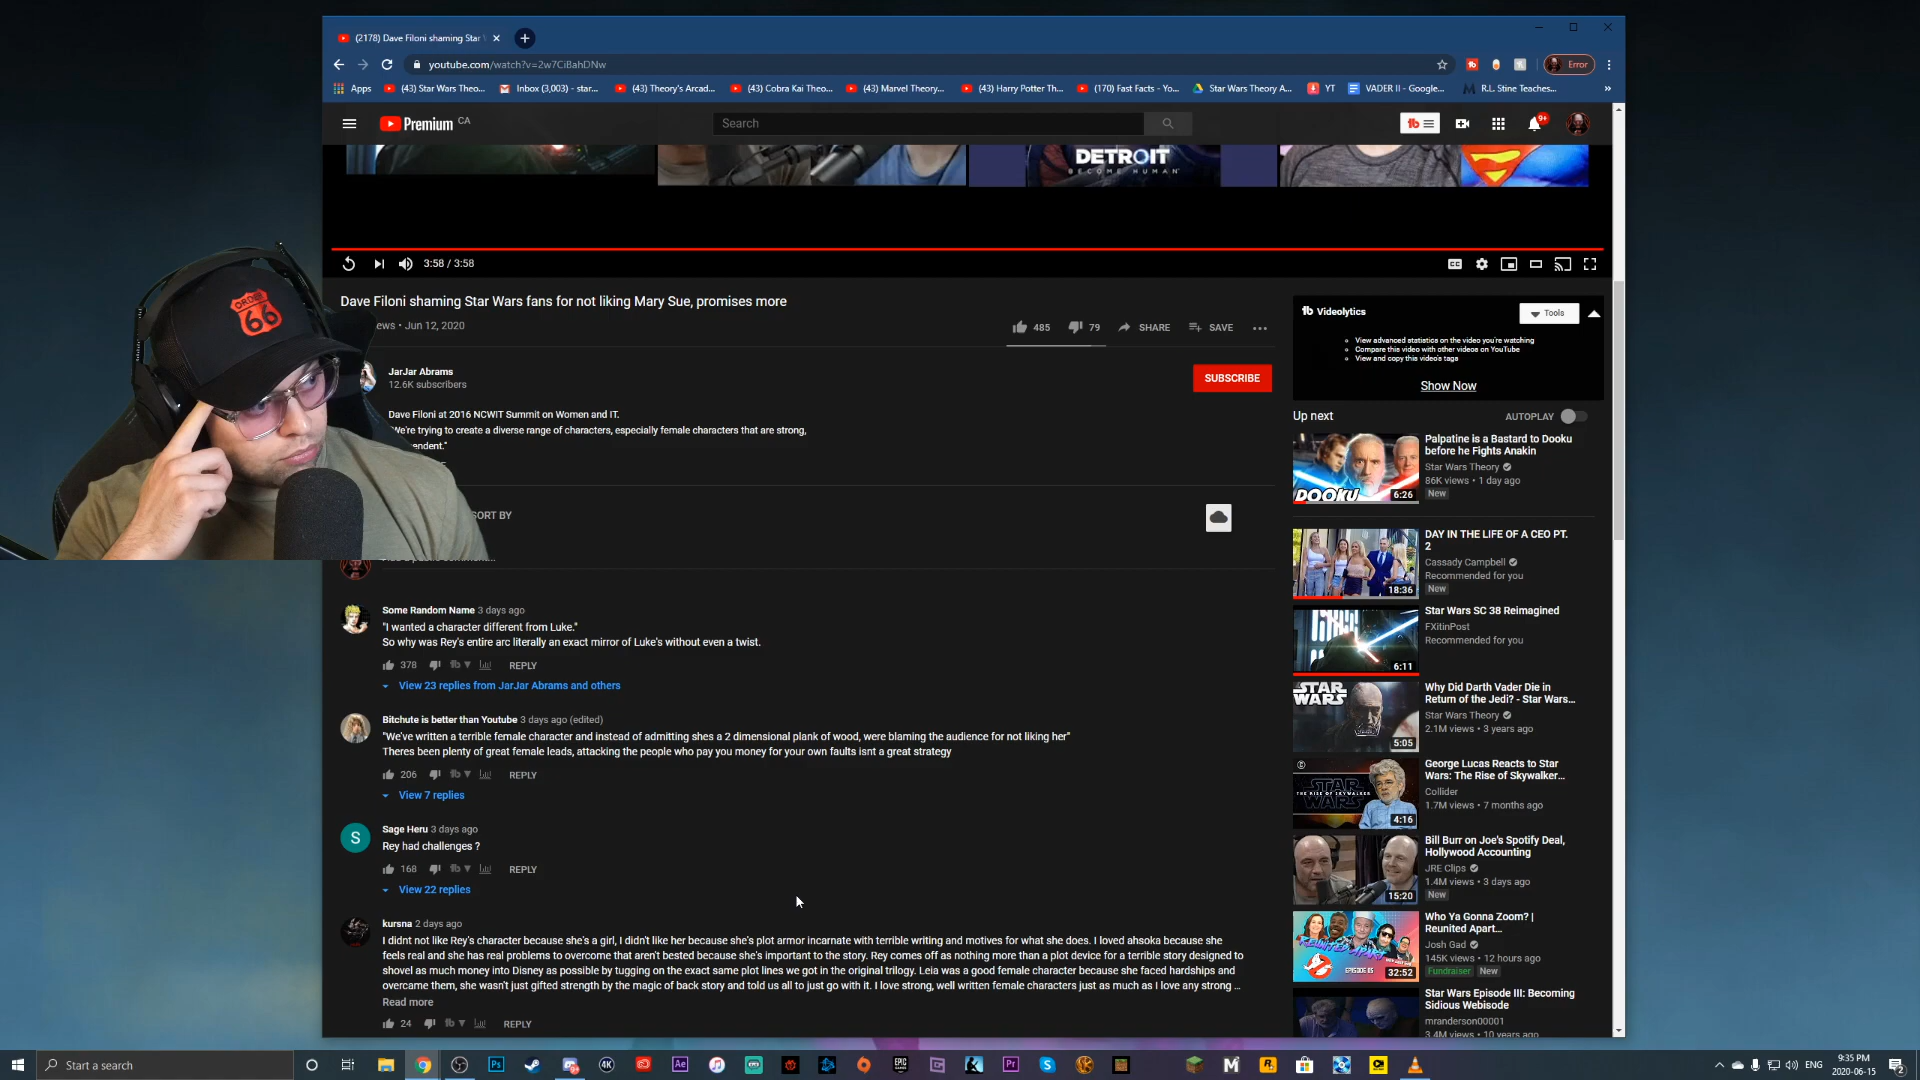 (2178) Dave Filoni shaming Star
youtube.com/watch?v=2w7CiBahDNw
Error
Apps
(43) Star Wars Theo...
Inbox (3,003) - star...
(43) Theory's Arcad...
(43) Cobra Kai Theo...
(43) Marvel Theory...
(43) Harry Potter Th...
(170) Fast Facts - Yo...
Star Wars Theory A...
YT
VADER II - Google...
R.L. Stine Teaches...
Premium CA
Search
9+
DETROIT
BECOME HUMAN
3:58 / 3:58
Dave Filoni shaming Star Wars fans for not liking Mary Sue, promises more
ews • Jun 12, 2020
485
79
SHARE
SAVE
JarJar Abrams
12.6K subscribers
SUBSCRIBE
Dave Filoni at 2016 NCWIT Summit on Women and IT.
We're trying to create a diverse range of characters, especially female characters that are strong,
endent."
SORT BY
ORDER
66
Some Random Name 3 days ago
"I wanted a character different from Luke."
So why was Rey's entire arc literally an exact mirror of Luke's without even a twist.
378
REPLY
View 23 replies from JarJar Abrams and others
Bitchute is better than Youtube 3 days ago (edited)
"We've written a terrible female character and instead of admitting shes a 2 dimensional plank of wood, were blaming the audience for not liking her"
Theres been plenty of great female leads, attacking the people who pay you money for your own faults isnt a great strategy
206
REPLY
View 7 replies
S
Sage Heru 3 days ago
Rey had challenges ?
168
REPLY
View 22 replies
kursna 2 days ago
I didnt not like Rey's character because she's a girl, I didn't like her because she's plot armor incarnate with terrible writing and motives for what she does. I loved ahsoka because she
feels real and she has real problems to overcome that aren't bested because she's important to the story. Rey comes off as nothing more than a plot device for a terrible story designed to
shovel as much money into Disney as possible by tugging on the exact same plot lines we got in the original trilogy. Leia was a good female character because she faced hardships and
overcame them, she wasn't just gifted strength by the magic of back story and told us all to just go with it. I love strong, well written female characters just as much as I love any strong ...
Read more
24
REPLY
Videolytics
Tools
View advanced statistics on the video you're watching
Compare this video with other videos on YouTube
View and copy this video's tags
Show Now
Up next
AUTOPLAY
DOOKU
6:26
Palpatine is a Bastard to Dooku
before he Fights Anakin
Star Wars Theory
86K views • 1 day ago
New
18:36
DAY IN THE LIFE OF A CEO PT.
2
Cassady Campbell
Recommended for you
New
6:11
Star Wars SC 38 Reimagined
FXitinPost
Recommended for you
STAR
WARS
5:05
Why Did Darth Vader Die in
Return of the Jedi? - Star Wars...
Star Wars Theory
2.1M views • 3 years ago
STAR
THE RISE OF SKYWALKER
WARS
4:16
George Lucas Reacts to Star
Wars: The Rise of Skywalker...
Collider
1.7M views • 7 months ago
15:20
Bill Burr on Joe's Spotify Deal,
Hollywood Accounting
JRE Clips
1.4M views • 3 days ago
New
REUNITED APART
EPISODE 05
32:52
Who Ya Gonna Zoom? |
Reunited Apart...
Josh Gad
145K views • 12 hours ago
Fundraiser New
Star Wars Episode III: Becoming
Sidious Webisode
mranderson00001
3.4M views • 10 years ago
Start a search
ENG
9:35 PM
2020-06-15